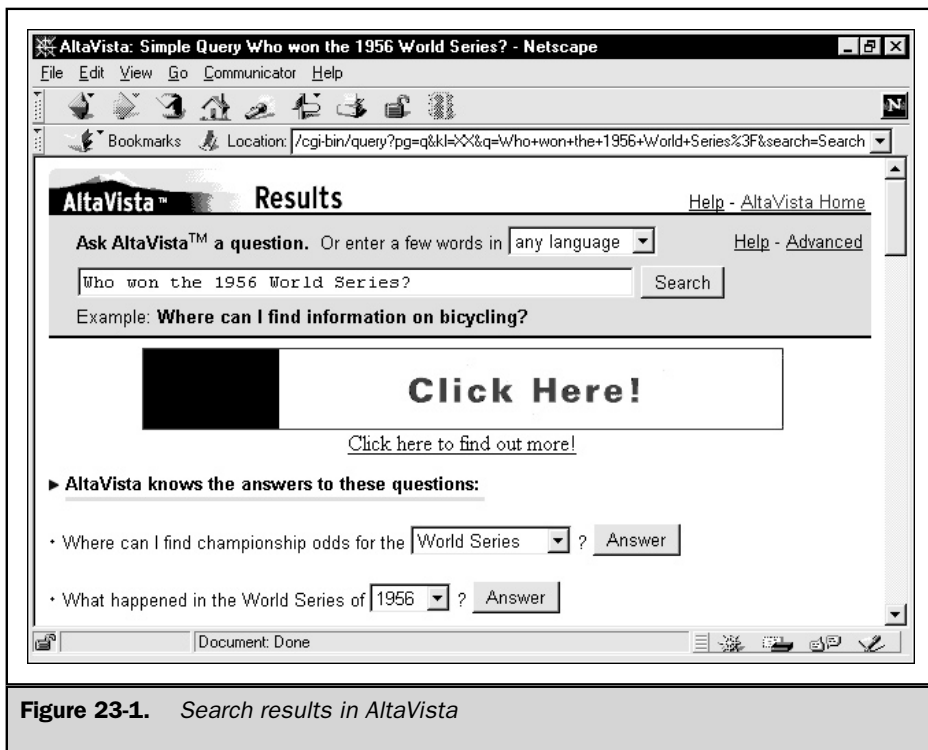 AltaVista: Simple Query Who won the 1956 World Series? - Netscape
File Edit View Go Communicator Help
N
Bookmarks Location: /cgi-bin/query?pg=q&kl=XX&q=Who+won+the+1956+World+Series%3F&search=Search
AltaVista™ Results Help - AltaVista Home
Ask AltaVista™ a question. Or enter a few words in any language Help - Advanced
Who won the 1956 World Series? Search
Example: Where can I find information on bicycling?
Click Here!
Click here to find out more!
AltaVista knows the answers to these questions:
• Where can I find championship odds for the World Series ? Answer
• What happened in the World Series of 1956 ? Answer
Document: Done
Figure 23-1. Search results in AltaVista